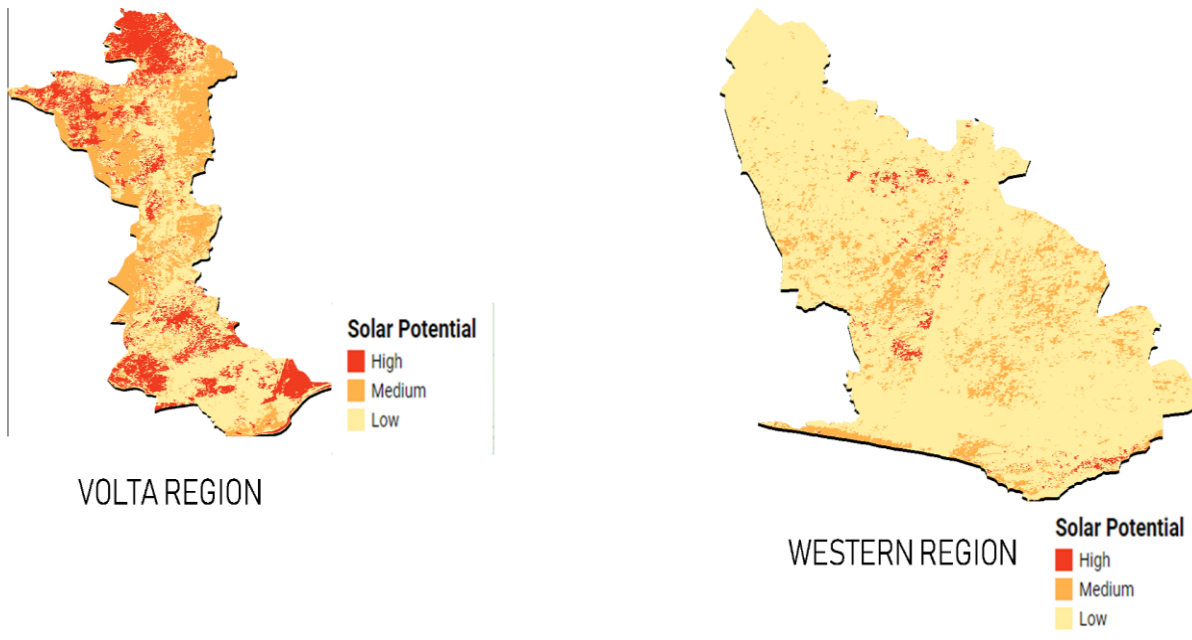 Solar Potential
High
Medium
Low
VOLTA REGION
WESTERN REGION
Solar Potential
High
Medium
Low